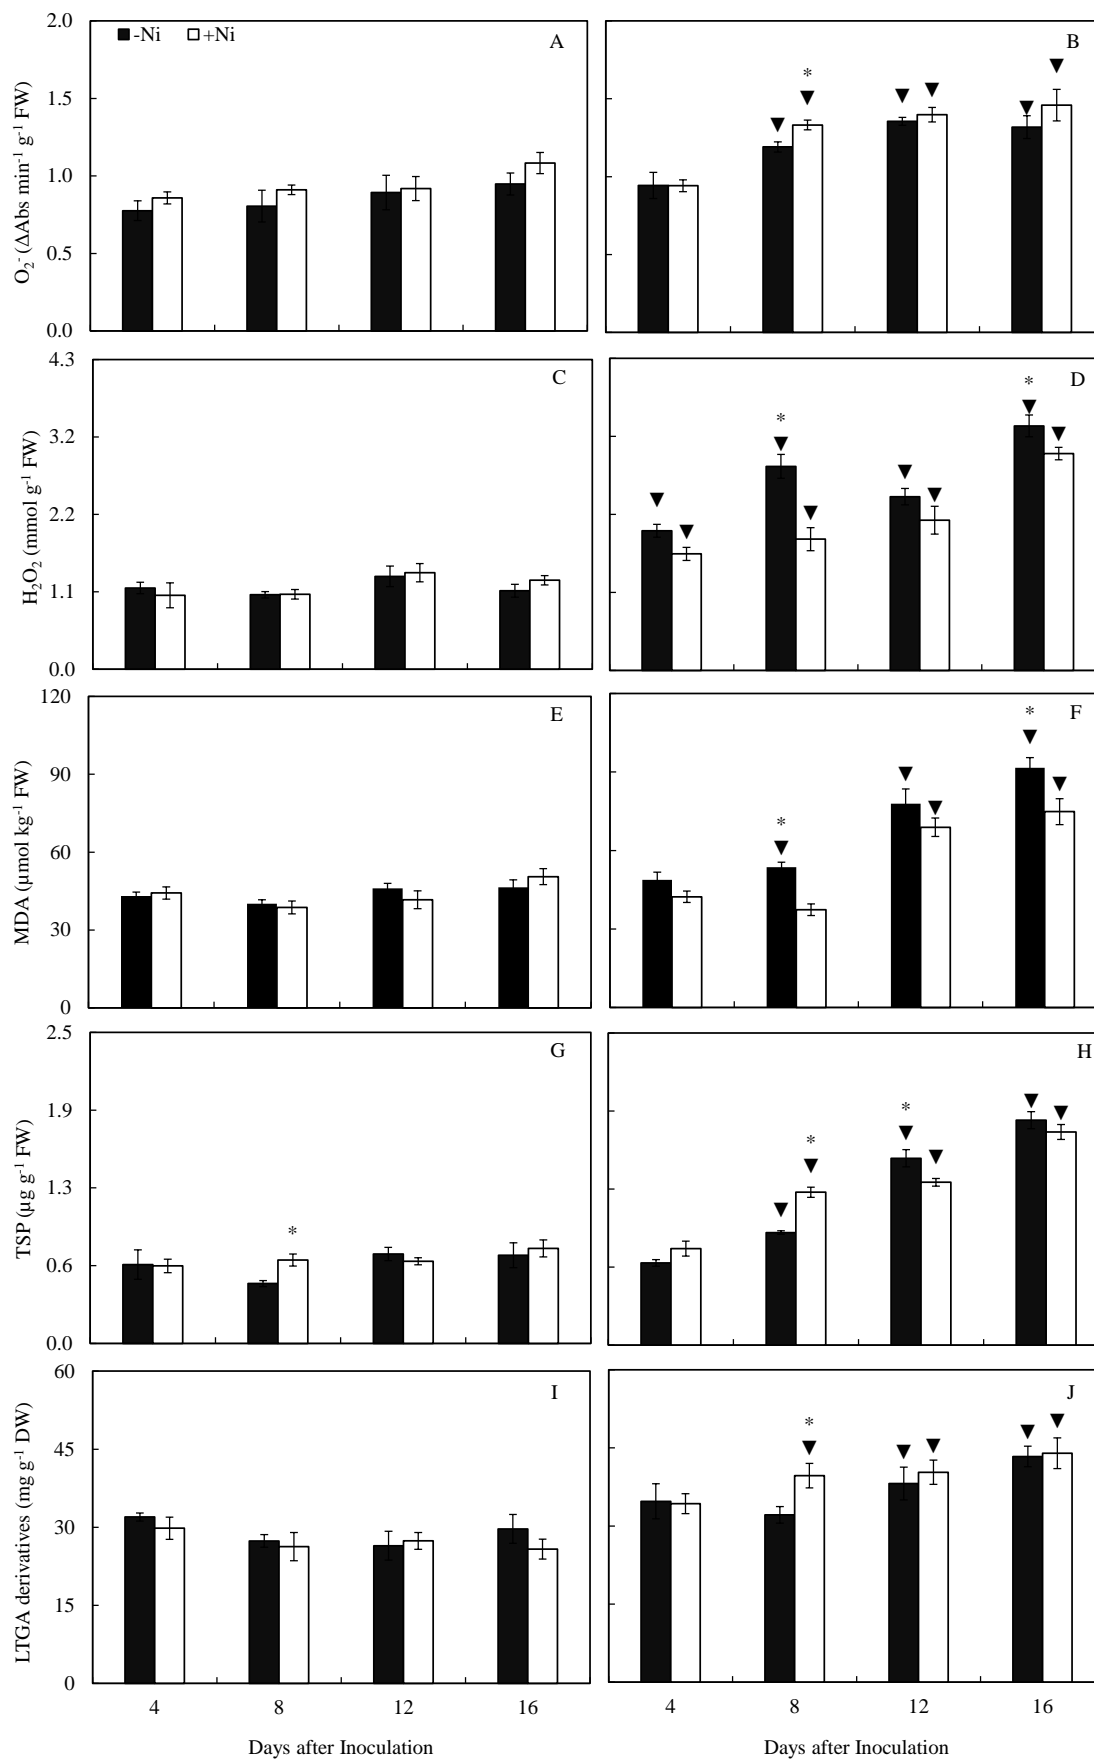 -Ni +Ni A
O₂⁻ (ΔAbs min⁻¹ g⁻¹ FW)
2.0
1.5
1.0
0.5
0.0
B
*
H₂O₂ (mmol g⁻¹ FW)
4.3
3.2
2.2
1.1
0.0
C
D
*
*
MDA (µmol kg⁻¹ FW)
120
90
60
30
0
E
F
*
*
TSP (µg g⁻¹ FW)
2.5
1.9
1.3
0.6
0.0
G
*
H
*
*
LTGA derivatives (mg g⁻¹ DW)
60
45
30
15
0
I
J
*
4 8 12 16
4 8 12 16
Days after Inoculation
Days after Inoculation